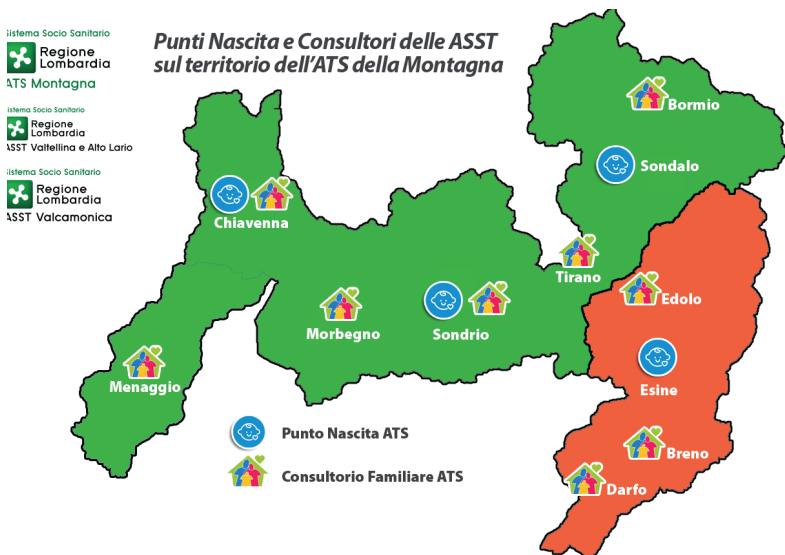 Sistema Socio Sanitario
Regione
Lombardia
ATS Montagna
Sistema Socio Sanitario
Regione
Lombardia
ASST Valtellina e Alto Lario
Sistema Socio Sanitario
Regione
Lombardia
ASST Valcamonica
Punti Nascita e Consultori delle ASST
sul territorio dell'ATS della Montagna
Bormio
Sondalo
Chiavenna
Tirano
Edolo
Morbegno
Sondrio
Menaggio
Esine
Breno
Darfo
Punto Nascita ATS
Consultorio Familiare ATS